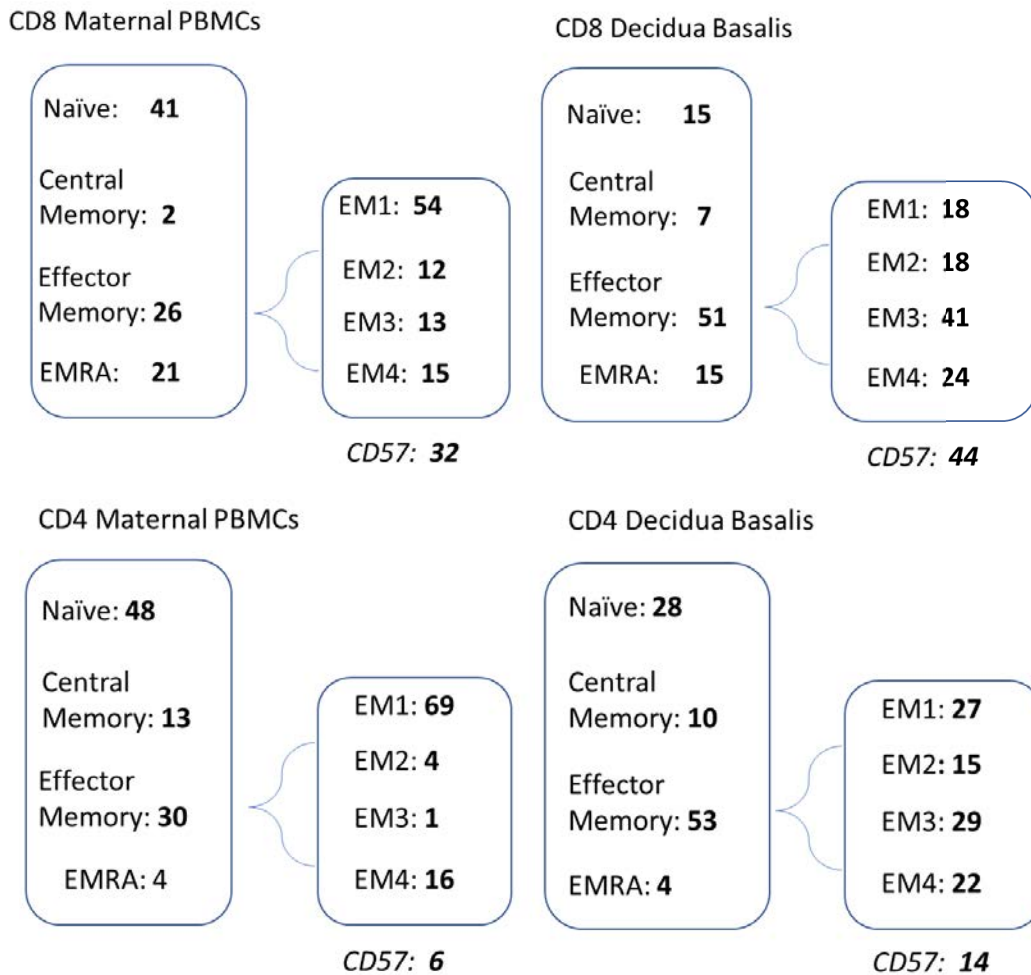 CD8 Maternal PBMCs
Naïve: 41
Central
Memory: 2
Effector
Memory: 26
EMRA: 21
EM1: 54
EM2: 12
EM3: 13
EM4: 15
CD57: 32
CD8 Decidua Basalis
Naïve: 15
Central
Memory: 7
Effector
Memory: 51
EMRA: 15
EM1: 18
EM2: 18
EM3: 41
EM4: 24
CD57: 44
CD4 Maternal PBMCs
Naïve: 48
Central
Memory: 13
Effector
Memory: 30
EMRA: 4
EM1: 69
EM2: 4
EM3: 1
EM4: 16
CD57: 6
CD4 Decidua Basalis
Naïve: 28
Central
Memory: 10
Effector
Memory: 53
EMRA: 4
EM1: 27
EM2: 15
EM3: 29
EM4: 22
CD57: 14